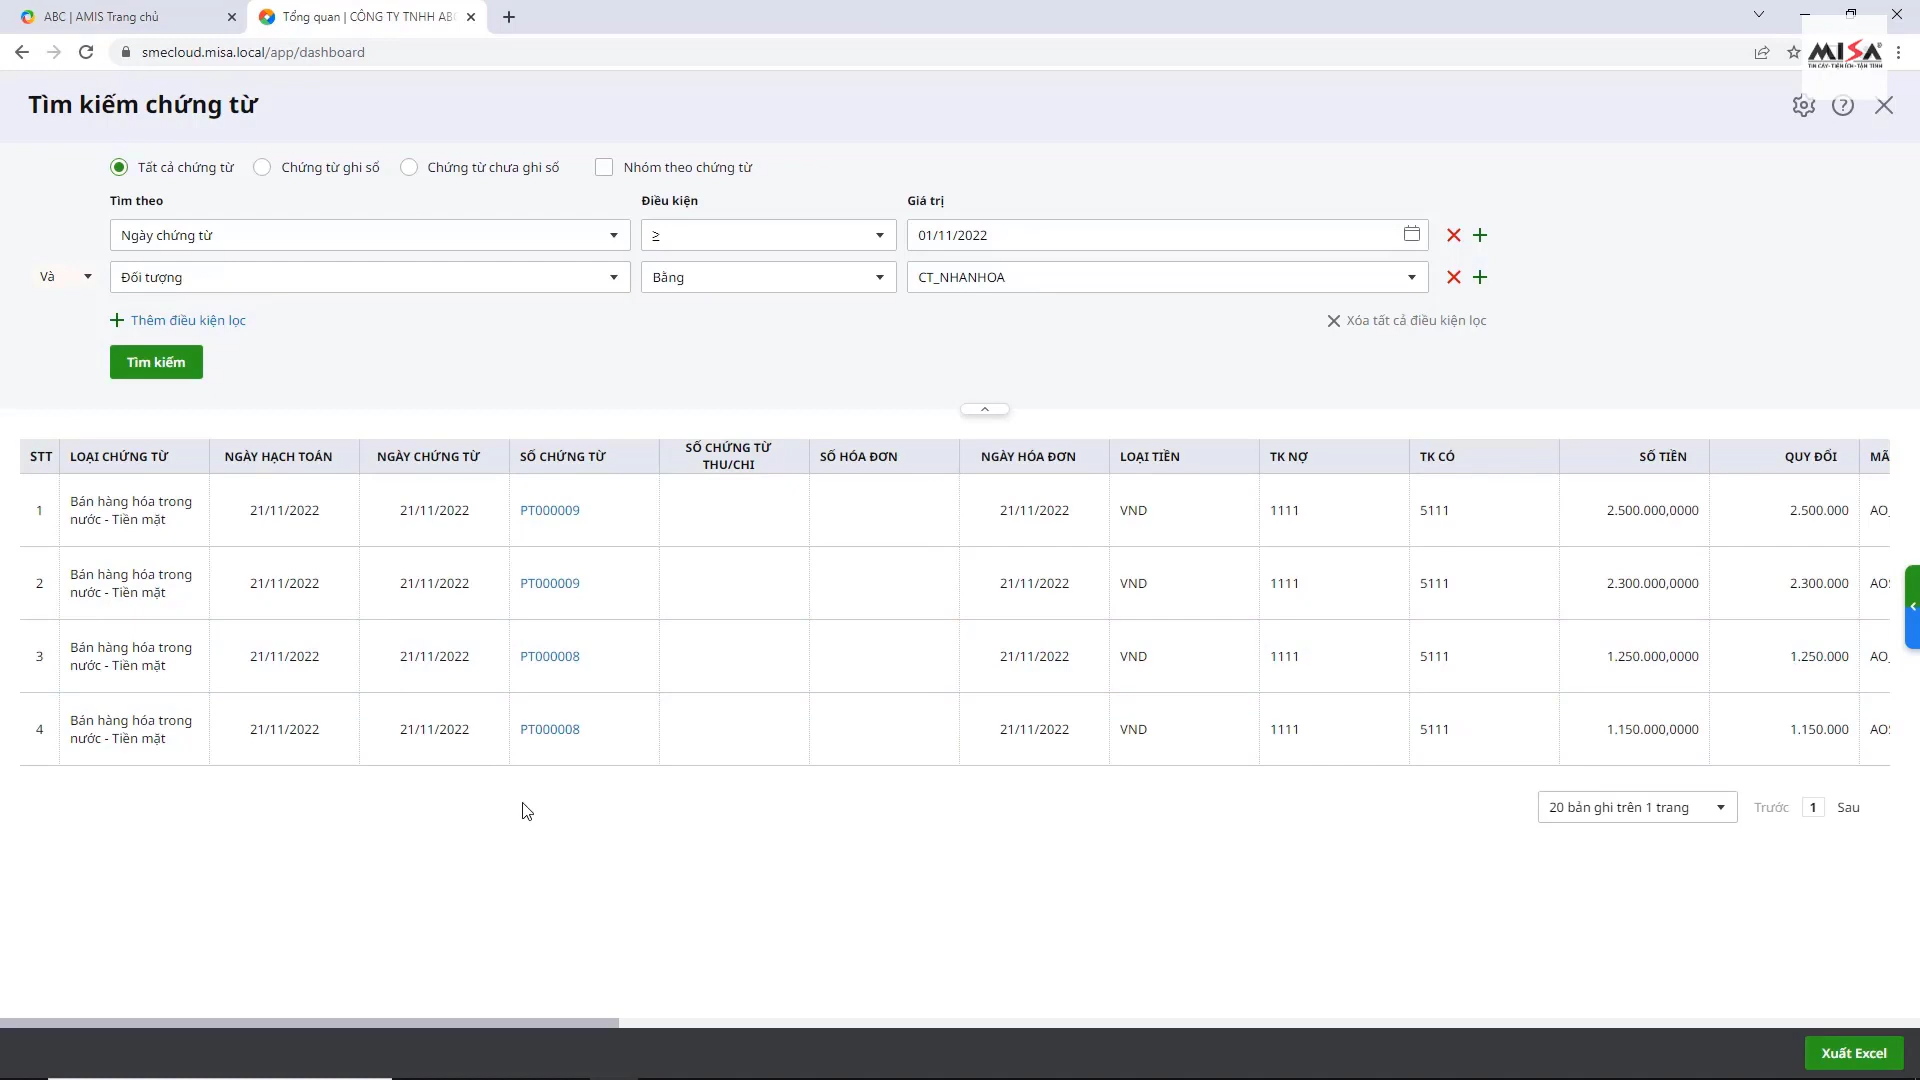 ABC | AMIS Trang chủ
Tổng quan | CÔNG TY TNHH ABC
smecloud.misa.local/app/dashboard
MISA
TIN CẬY - TIỆN ÍCH - TẬN TÌNH
Tìm kiếm chứng từ
Tất cả chứng từ Chứng từ ghi sổ Chứng từ chưa ghi sổ Nhóm theo chứng từ
Tìm theo Điều kiện Giá trị
Ngày chứng từ ≥ 01/11/2022
Và Đối tượng Bằng CT_NHANHOA
Thêm điều kiện lọc Xóa tất cả điều kiện lọc
Tìm kiếm
STT LOẠI CHỨNG TỪ NGÀY HẠCH TOÁN NGÀY CHỨNG TỪ SỐ CHỨNG TỪ SỐ CHỨNG TỪ THU/CHI SỐ HÓA ĐƠN NGÀY HÓA ĐƠN LOẠI TIỀN TK NỢ TK CÓ SỐ TIỀN QUY ĐỔI MÃ
1 Bán hàng hóa trong nước - Tiền mặt 21/11/2022 21/11/2022 PT000009 21/11/2022 VND 1111 5111 2.500.000,0000 2.500.000 AO_
2 Bán hàng hóa trong nước - Tiền mặt 21/11/2022 21/11/2022 PT000009 21/11/2022 VND 1111 5111 2.300.000,0000 2.300.000 AO
3 Bán hàng hóa trong nước - Tiền mặt 21/11/2022 21/11/2022 PT000008 21/11/2022 VND 1111 5111 1.250.000,0000 1.250.000 AO_
4 Bán hàng hóa trong nước - Tiền mặt 21/11/2022 21/11/2022 PT000008 21/11/2022 VND 1111 5111 1.150.000,0000 1.150.000 AO
20 bản ghi trên 1 trang Trước 1 Sau
Xuất Excel